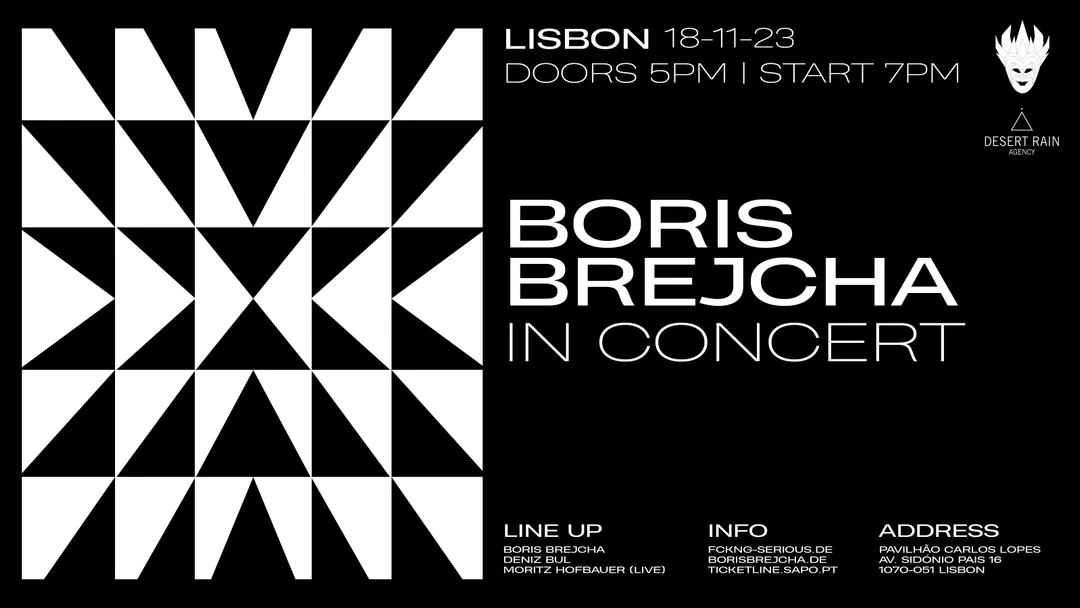 LISBON 18-11-23
DOORS 5PM | START 7PM
DESERT RAIN
AGENCY
BORIS
BREJCHA
IN CONCERT
LINE UP
BORIS BREJCHA
DENIZ BUL
MORITZ HOFBAUER (LIVE)
INFO
FCKNG-SERIOUS.DE
BORISBREJCHA.DE
TICKETLINE.SAPO.PT
ADDRESS
PAVILHÃO CARLOS LOPES
AV. SIDÓNIO PAIS 16
1070-051 LISBON